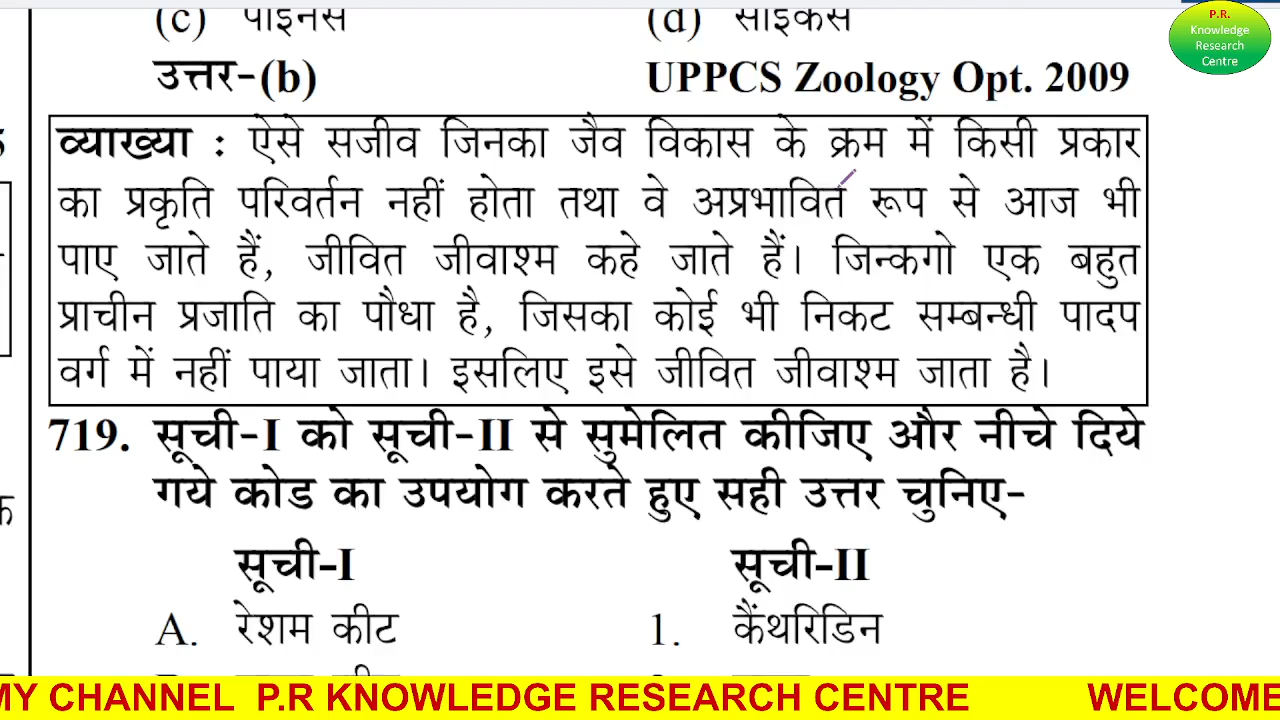 (c) पाइनस (d) साइकस
उत्तर-(b) UPPCS Zoology Opt. 2009
व्याख्या : ऐसे सजीव जिनका जैव विकास के क्रम में किसी प्रकार
का प्रकृति परिवर्तन नहीं होता तथा वे अप्रभावित रूप से आज भी
पाए जाते हैं, जीवित जीवाश्म कहे जाते हैं। जिन्कगो एक बहुत
प्राचीन प्रजाति का पौधा है, जिसका कोई भी निकट सम्बन्धी पादप
वर्ग में नहीं पाया जाता। इसलिए इसे जीवित जीवाश्म जाता है।
719. सूची-I को सूची-II से सुमेलित कीजिए और नीचे दिये
गये कोड का उपयोग करते हुए सही उत्तर चुनिए-
सूची-I सूची-II
A. रेशम कीट 1. कैंथरिडिन
P.R.
Knowledge
Research
Centre
MY CHANNEL P.R KNOWLEDGE RESEARCH CENTRE WELCOME